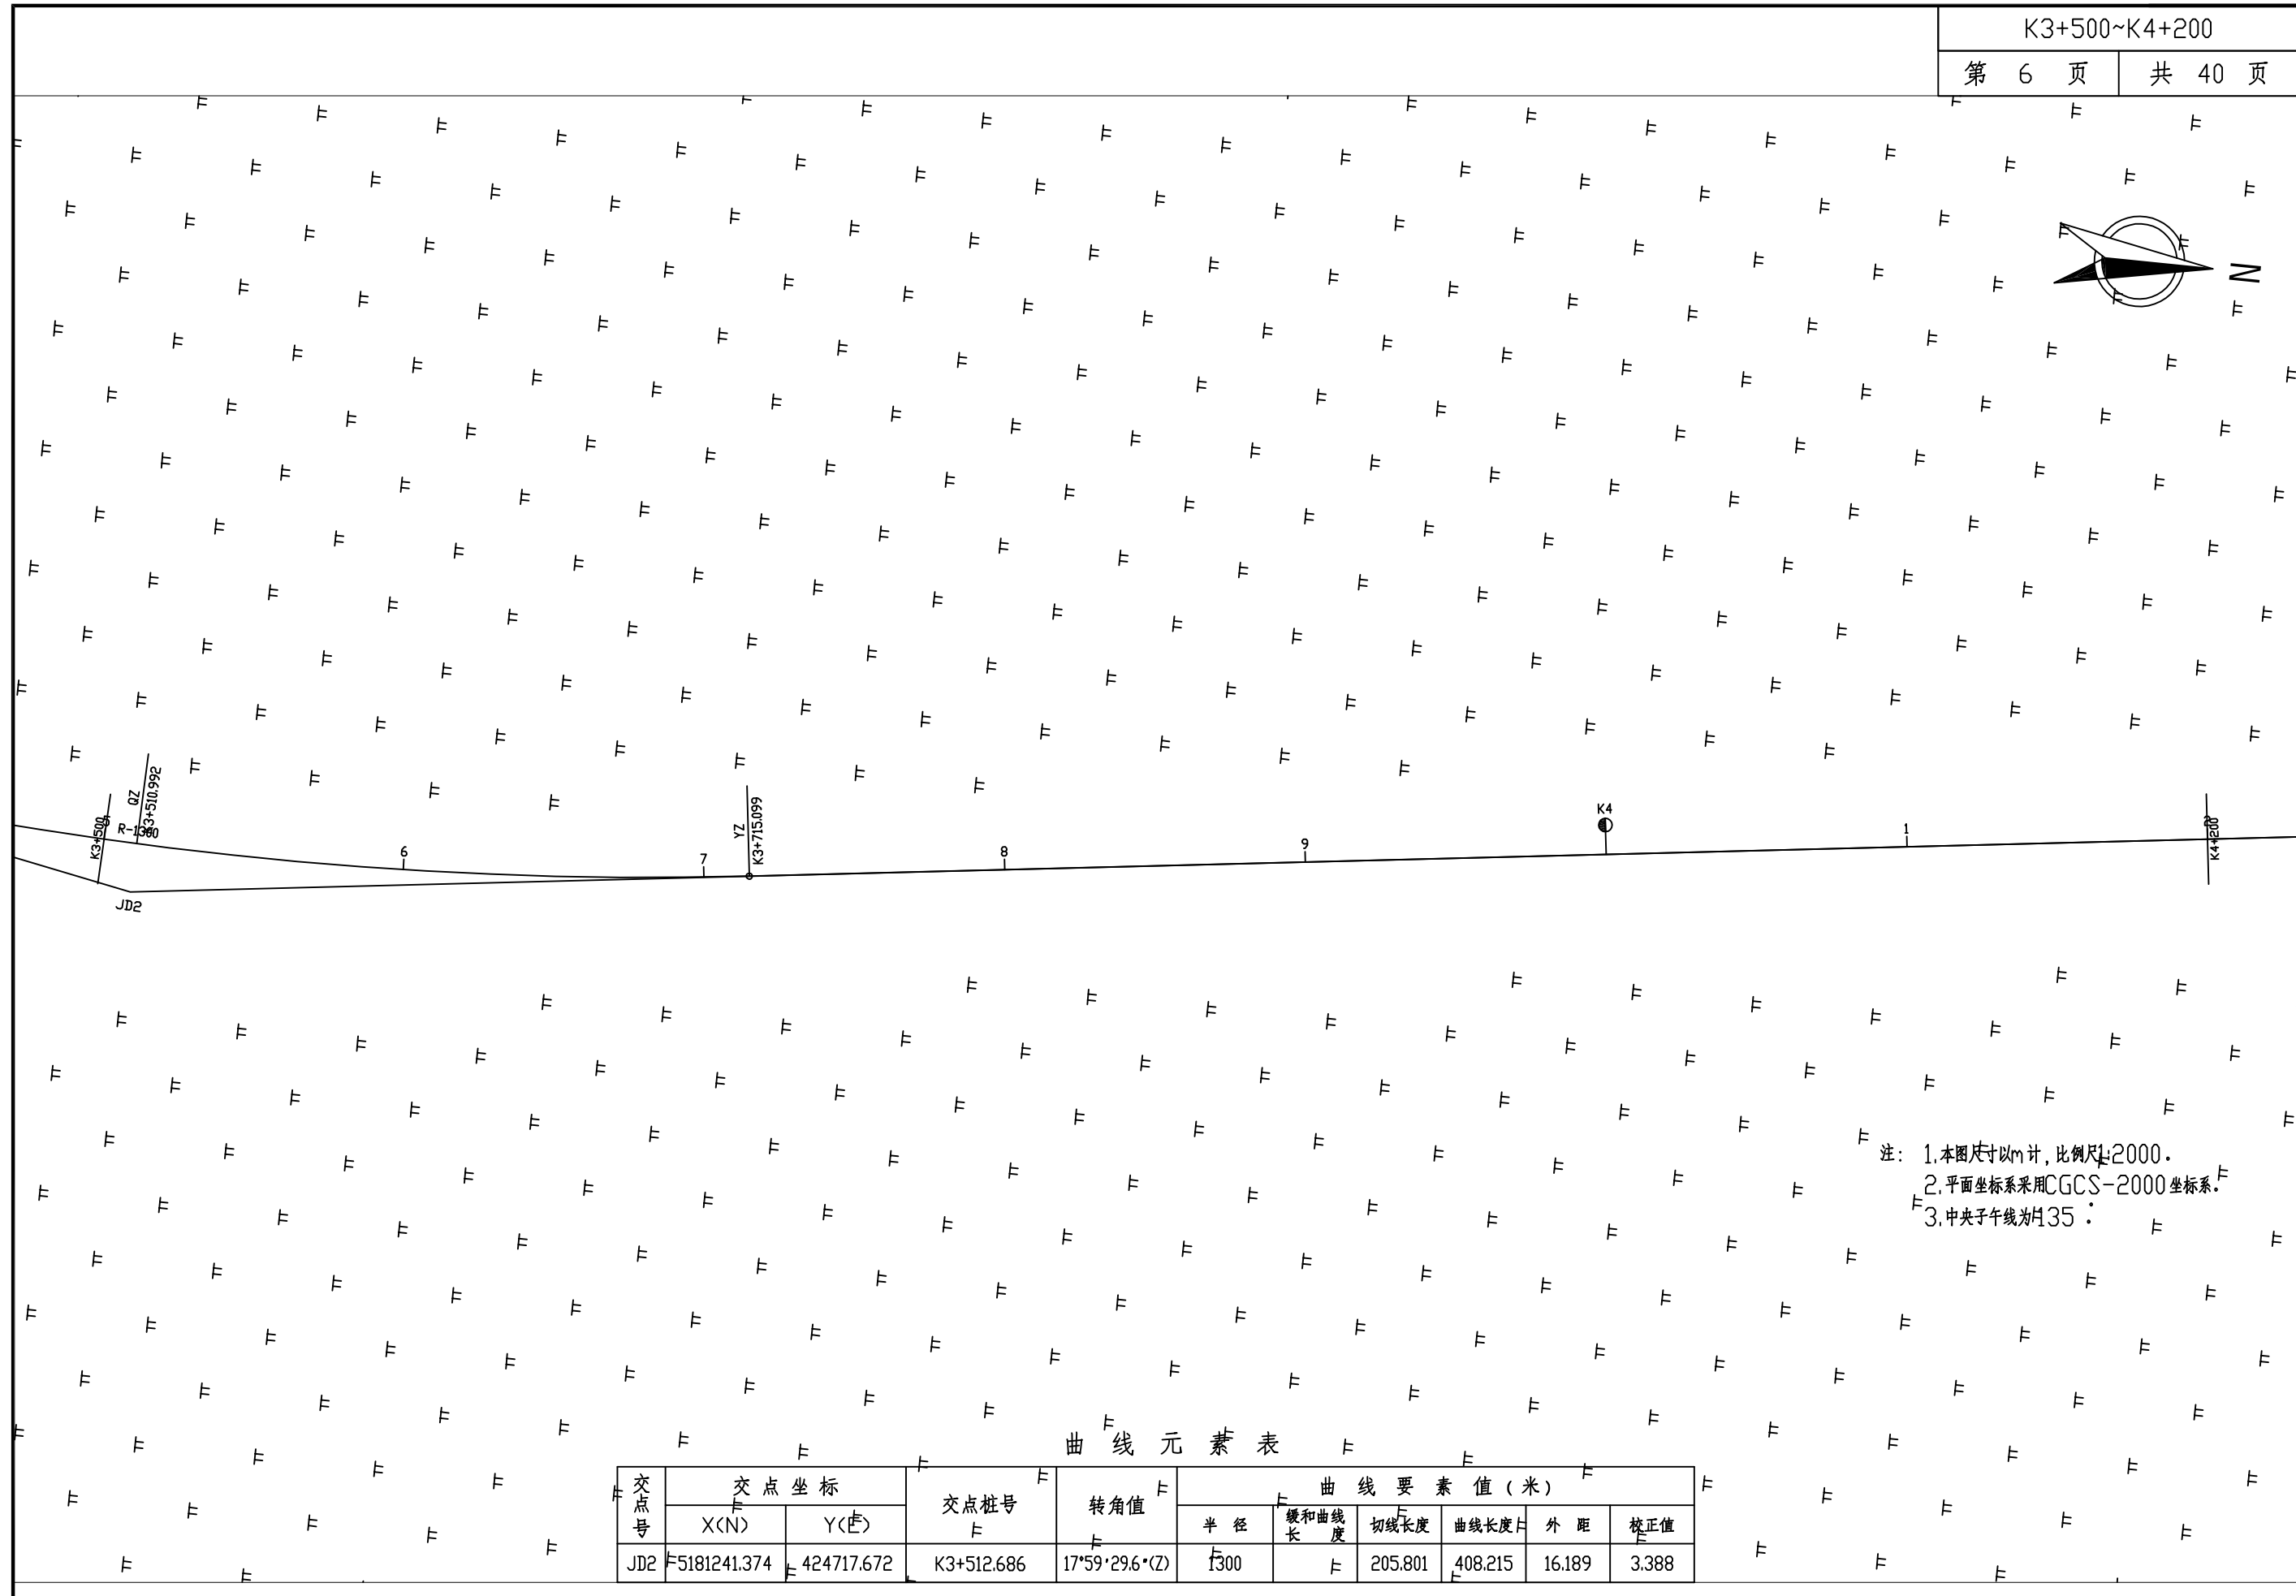 K3+500~K4+200
第 6 页 共 40 页
N
QZ
K3+510.992
K3+500
5
R-1300
6
7
YZ
K3+715.099
8
9
K4
1
2
K4+200
JD2
注: 1.本图尺寸以m计,比例尺1:2000.
2.平面坐标系采用CGCS-2000坐标系.
3.中央子午线为135°.
曲线元素表
交点号 交点坐标 交点桩号 转角值 曲线要素值(米)
X(N) Y(E) 半径 缓和曲线长度 切线长度 曲线长度 外距 校正值
JD2 5181241.374 424717.672 K3+512.686 17°59'29.6"(Z) 1300 205.801 408.215 16.189 3.388